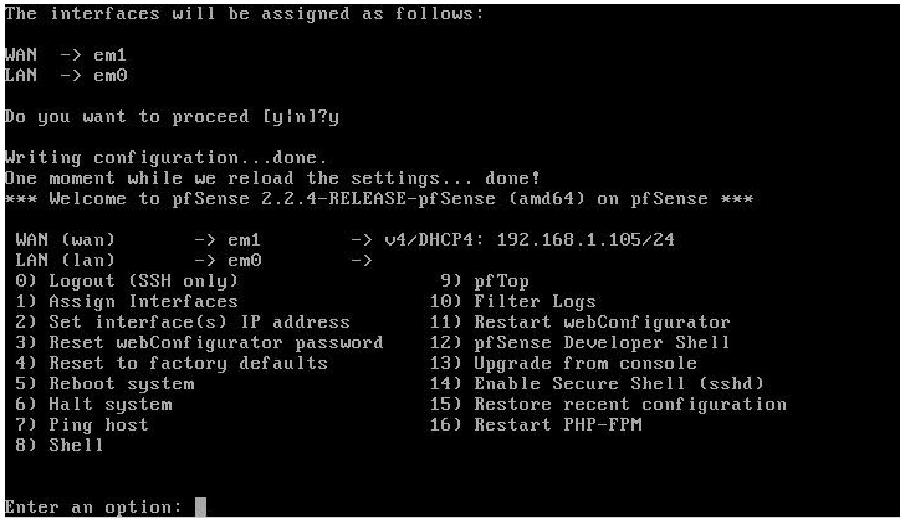 The interfaces will be assigned as follows:
WAN  -> em1
LAN  -> em0
Do you want to proceed [y|n]?y
Writing configuration...done.
One moment while we reload the settings... done!
*** Welcome to pfSense 2.2.4-RELEASE-pfSense (amd64) on pfSense ***
WAN (wan)       -> em1        -> v4/DHCP4: 192.168.1.105/24
LAN (lan)       -> em0        ->
0) Logout (SSH only)                  9) pfTop
1) Assign Interfaces                 10) Filter Logs
2) Set interface(s) IP address       11) Restart webConfigurator
3) Reset webConfigurator password    12) pfSense Developer Shell
4) Reset to factory defaults         13) Upgrade from console
5) Reboot system                     14) Enable Secure Shell (sshd)
6) Halt system                       15) Restore recent configuration
7) Ping host                         16) Restart PHP-FPM
8) Shell
Enter an option: